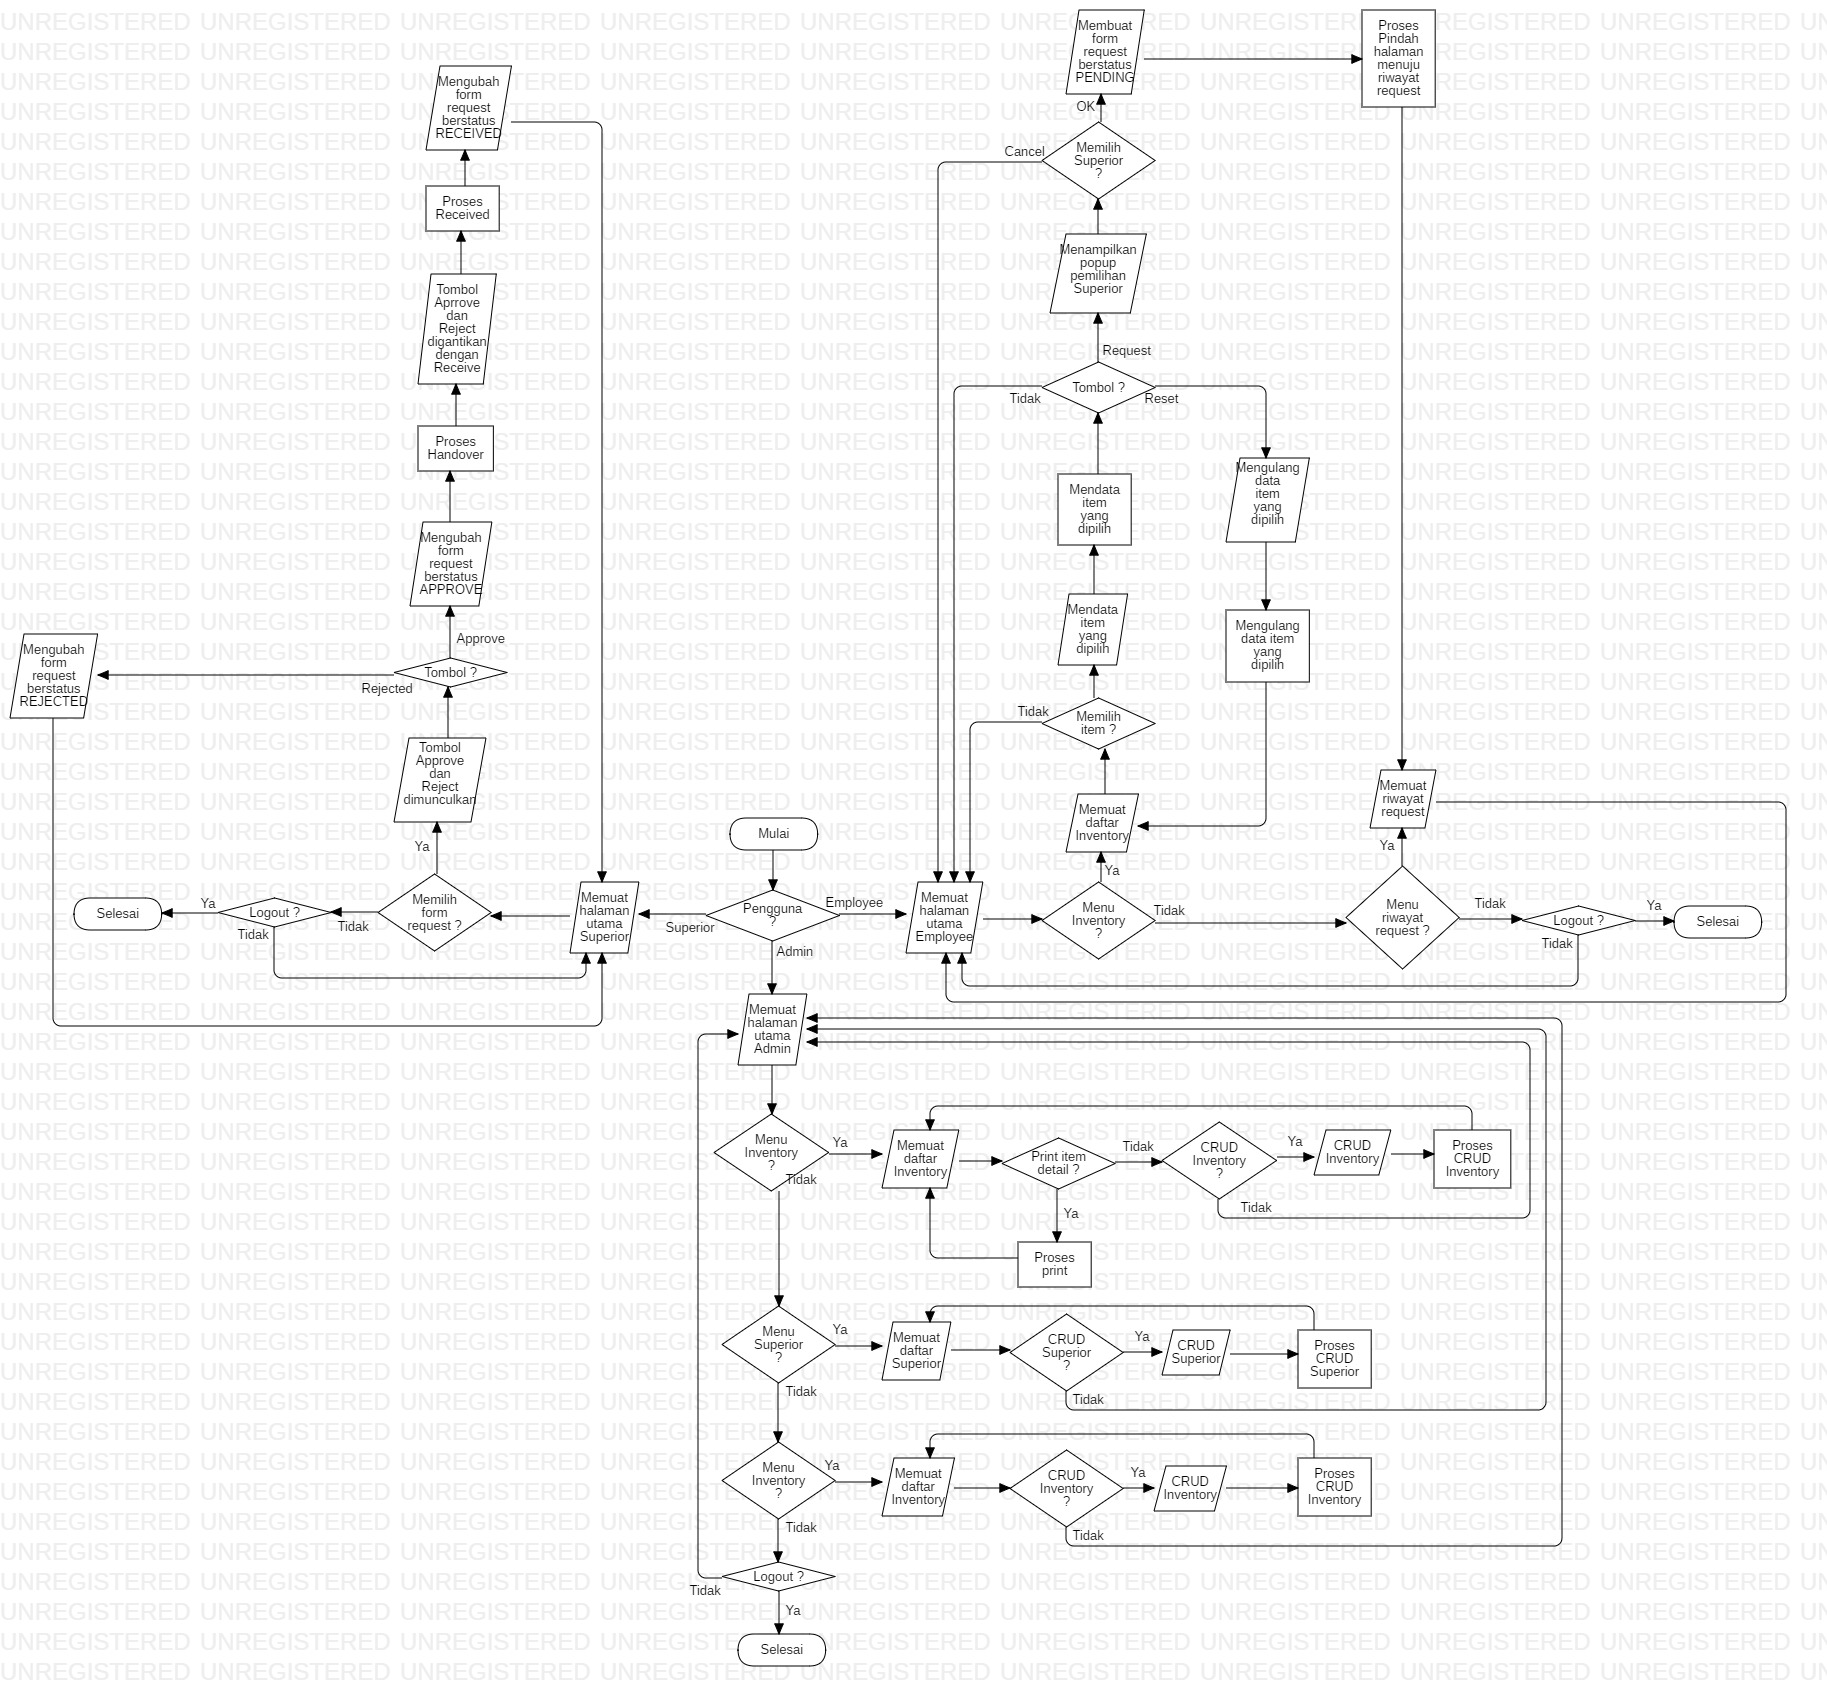 Membuat
form
request
berstatus
PENDING
Proses
Pindah
halaman
menuju
riwayat
request
OK
Memilih
Superior
?
Cancel
Menampilkan
popup
pemilihan
Superior
Request
Tombol ?
Tidak
Reset
Mendata
item
yang
dipilih
Mengulang
data
item
yang
dipilih
Mendata
item
yang
dipilih
Mengulang
data item
yang
dipilih
Memilih
item ?
Tidak
Memuat
daftar
Inventory
Ya
Memuat
riwayat
request
Ya
Mengubah
form
request
berstatus
RECEIVED
Proses
Received
Tombol
Aprrove
dan
Reject
digantikan
dengan
Receive
Proses
Handover
Mengubah
form
request
berstatus
APPROVE
Approve
Tombol ?
Rejected
Mengubah
form
request
berstatus
REJECTED
Tombol
Approve
dan
Reject
dimunculkan
Ya
Selesai
Ya
Logout ?
Tidak
Tidak
Memilih
form
request ?
Memuat
halaman
utama
Superior
Superior
Mulai
Pengguna
?
Employee
Admin
Memuat
halaman
utama
Employee
Menu
Inventory
?
Tidak
Menu
riwayat
request ?
Tidak
Logout ?
Ya
Tidak
Selesai
Memuat
halaman
utama
Admin
Menu
Inventory
?
Ya
Tidak
Memuat
daftar
Inventory
Print item
detail ?
Tidak
CRUD
Inventory
?
Ya
CRUD
Inventory
Proses
CRUD
Inventory
Tidak
Ya
Proses
print
Menu
Superior
?
Ya
Tidak
Memuat
daftar
Superior
CRUD
Superior
?
Ya
CRUD
Superior
Proses
CRUD
Superior
Tidak
Menu
Inventory
?
Ya
Tidak
Memuat
daftar
Inventory
CRUD
Inventory
?
Ya
CRUD
Inventory
Proses
CRUD
Inventory
Tidak
Logout ?
Tidak
Ya
Selesai
UNREGISTERED